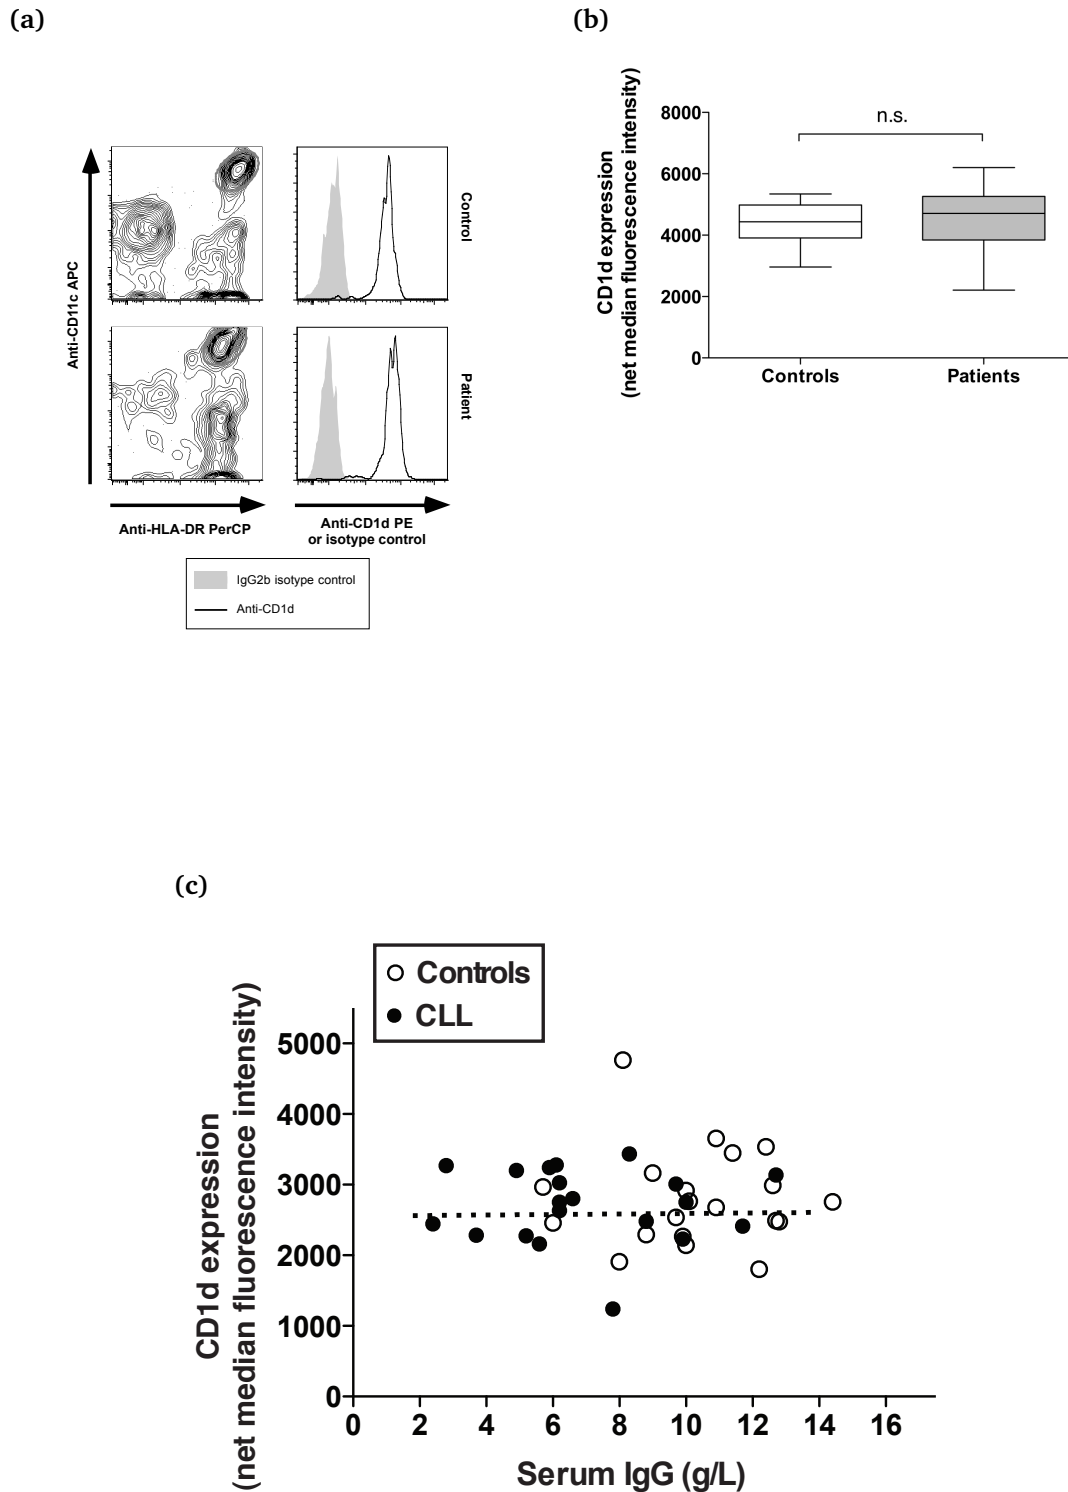 (a)
Anti-CD11c APC
Control
Patient
Anti-HLA-DR PerCP
Anti-CD1d PE
or isotype control
IgG2b isotype control
Anti-CD1d
(b)
CD1d expression
(net median fluorescence intensity)
8000
6000
4000
2000
0
n.s.
Controls
Patients
(c)
Controls
CLL
CD1d expression
(net median fluorescence intensity)
5000
4000
3000
2000
1000
0
0 2 4 6 8 10 12 14 16
Serum IgG (g/L)